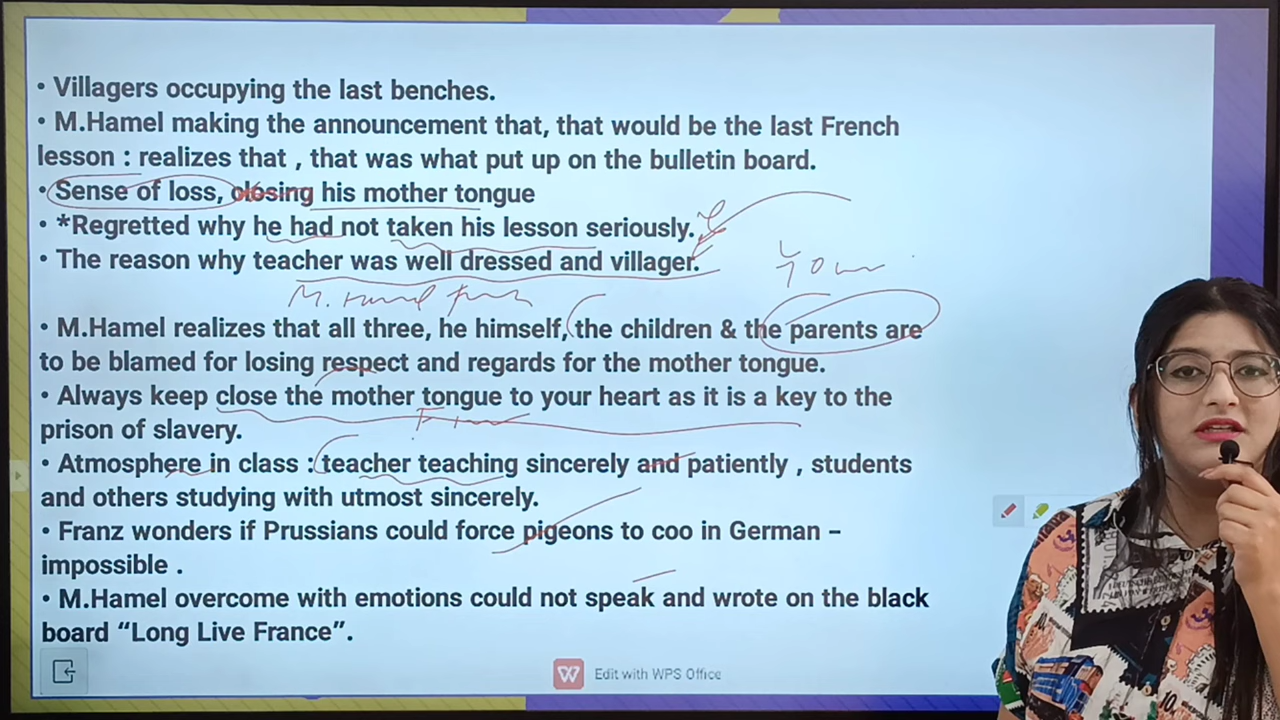 • Villagers occupying the last benches.
• M.Hamel making the announcement that, that would be the last French
lesson : realizes that , that was what put up on the bulletin board.
• Sense of loss, closing his mother tongue
• *Regretted why he had not taken his lesson seriously.
• The reason why teacher was well dressed and villager.
M. Hamel
• M.Hamel realizes that all three, he himself, the children & the parents are
to be blamed for losing respect and regards for the mother tongue.
• Always keep close the mother tongue to your heart as it is a key to the
prison of slavery.
• Atmosphere in class : teacher teaching sincerely and patiently , students
and others studying with utmost sincerely.
• Franz wonders if Prussians could force pigeons to coo in German –
impossible .
• M.Hamel overcome with emotions could not speak and wrote on the black
board “Long Live France”.
Edit with WPS Office